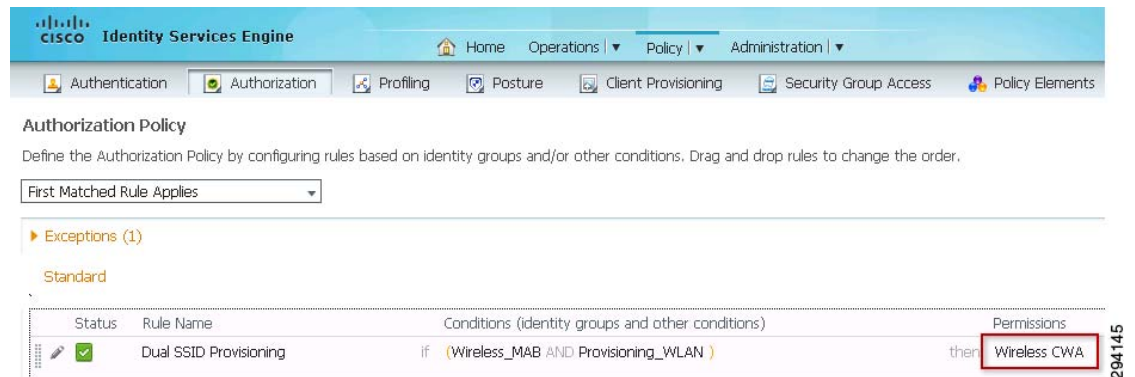 cisco Identity Services Engine
Home Operations Policy Administration
Authentication Authorization Profiling Posture Client Provisioning Security Group Access Policy Elements
Authorization Policy
Define the Authorization Policy by configuring rules based on identity groups and/or other conditions. Drag and drop rules to change the order.
First Matched Rule Applies
Exceptions (1)
Standard
Status Rule Name Conditions (identity groups and other conditions) Permissions
Dual SSID Provisioning if (Wireless_MAB AND Provisioning_WLAN ) then Wireless CWA
294145